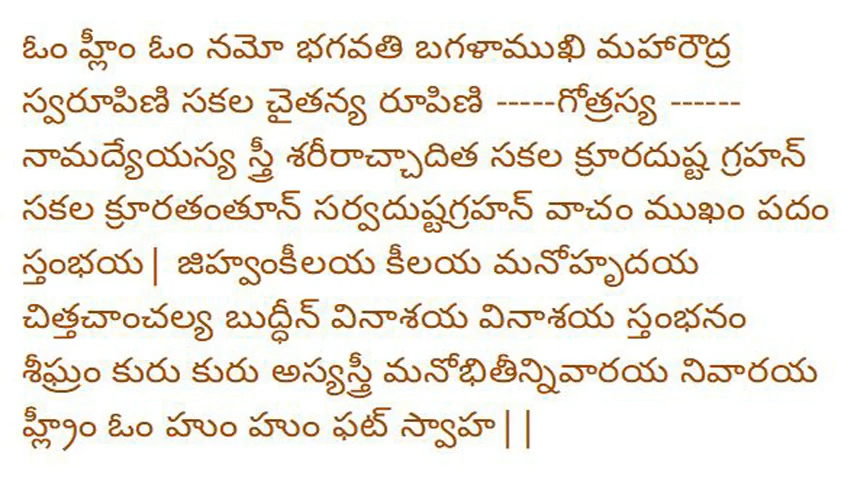 ఓం హ్లీం ఓం నమో భగవతి బగళాముఖి మహారౌద్ర
స్వరూపిణి సకల చైతన్య రూపిణి -----గోత్రస్య ------
నామద్యేయస్య స్త్రీ శరీరాచ్ఛాదిత సకల క్రూరదుష్ట గ్రహన్
సకల క్రూరతంతూన్ సర్వదుష్టగ్రహన్ వాచం ముఖం పదం
స్తంభయ| జిహ్వంకీలయ కీలయ మనోహృదయ
చిత్తచాంచల్య బుద్ధీన్ వినాశయ వినాశయ స్తంభనం
శీఘ్రం కురు కురు అస్యస్త్రీ మనోభితీన్నివారయ నివారయ
హ్ల్రీం ఓం హుం హుం ఫట్ స్వాహ||